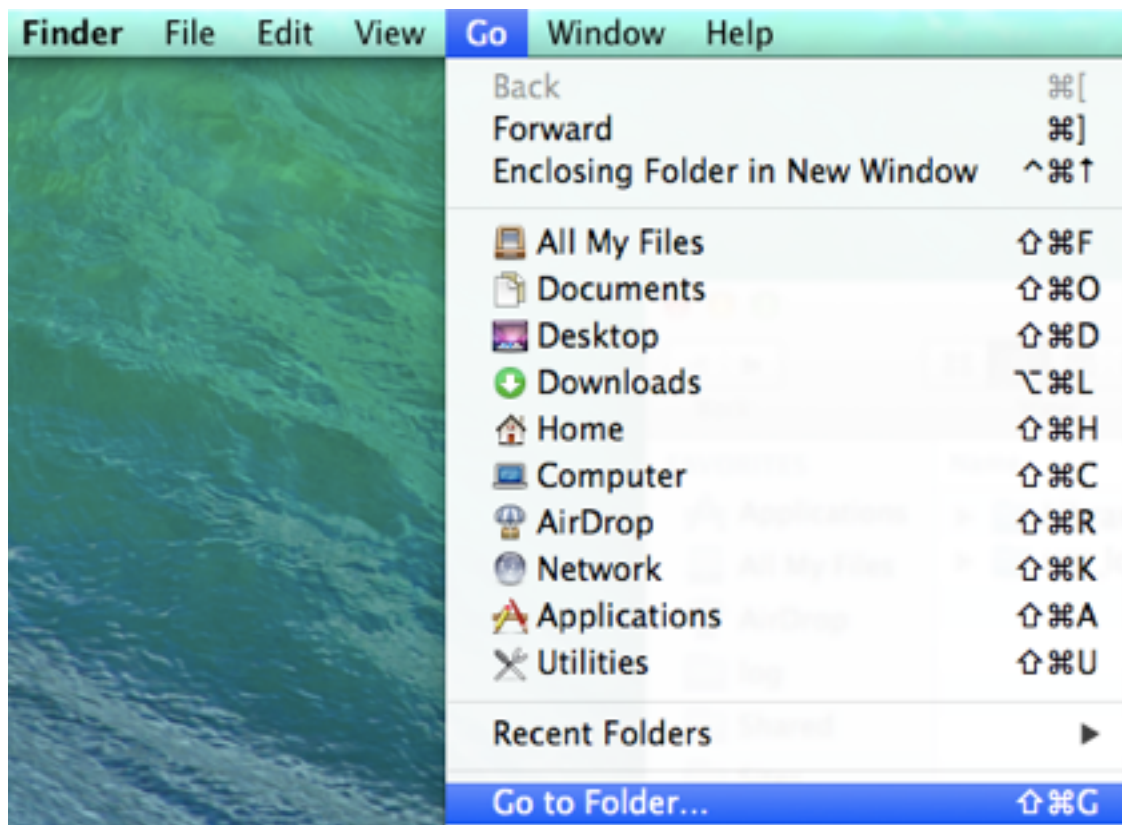 Finder File Edit View Go Window Help
Back ⌘[
Forward ⌘]
Enclosing Folder in New Window ^⌘↑
All My Files ⇧⌘F
Documents ⇧⌘O
Desktop ⇧⌘D
Downloads ⌥⌘L
Home ⇧⌘H
Computer ⇧⌘C
AirDrop ⇧⌘R
Network ⇧⌘K
Applications ⇧⌘A
Utilities ⇧⌘U
Recent Folders ▶
Go to Folder... ⇧⌘G